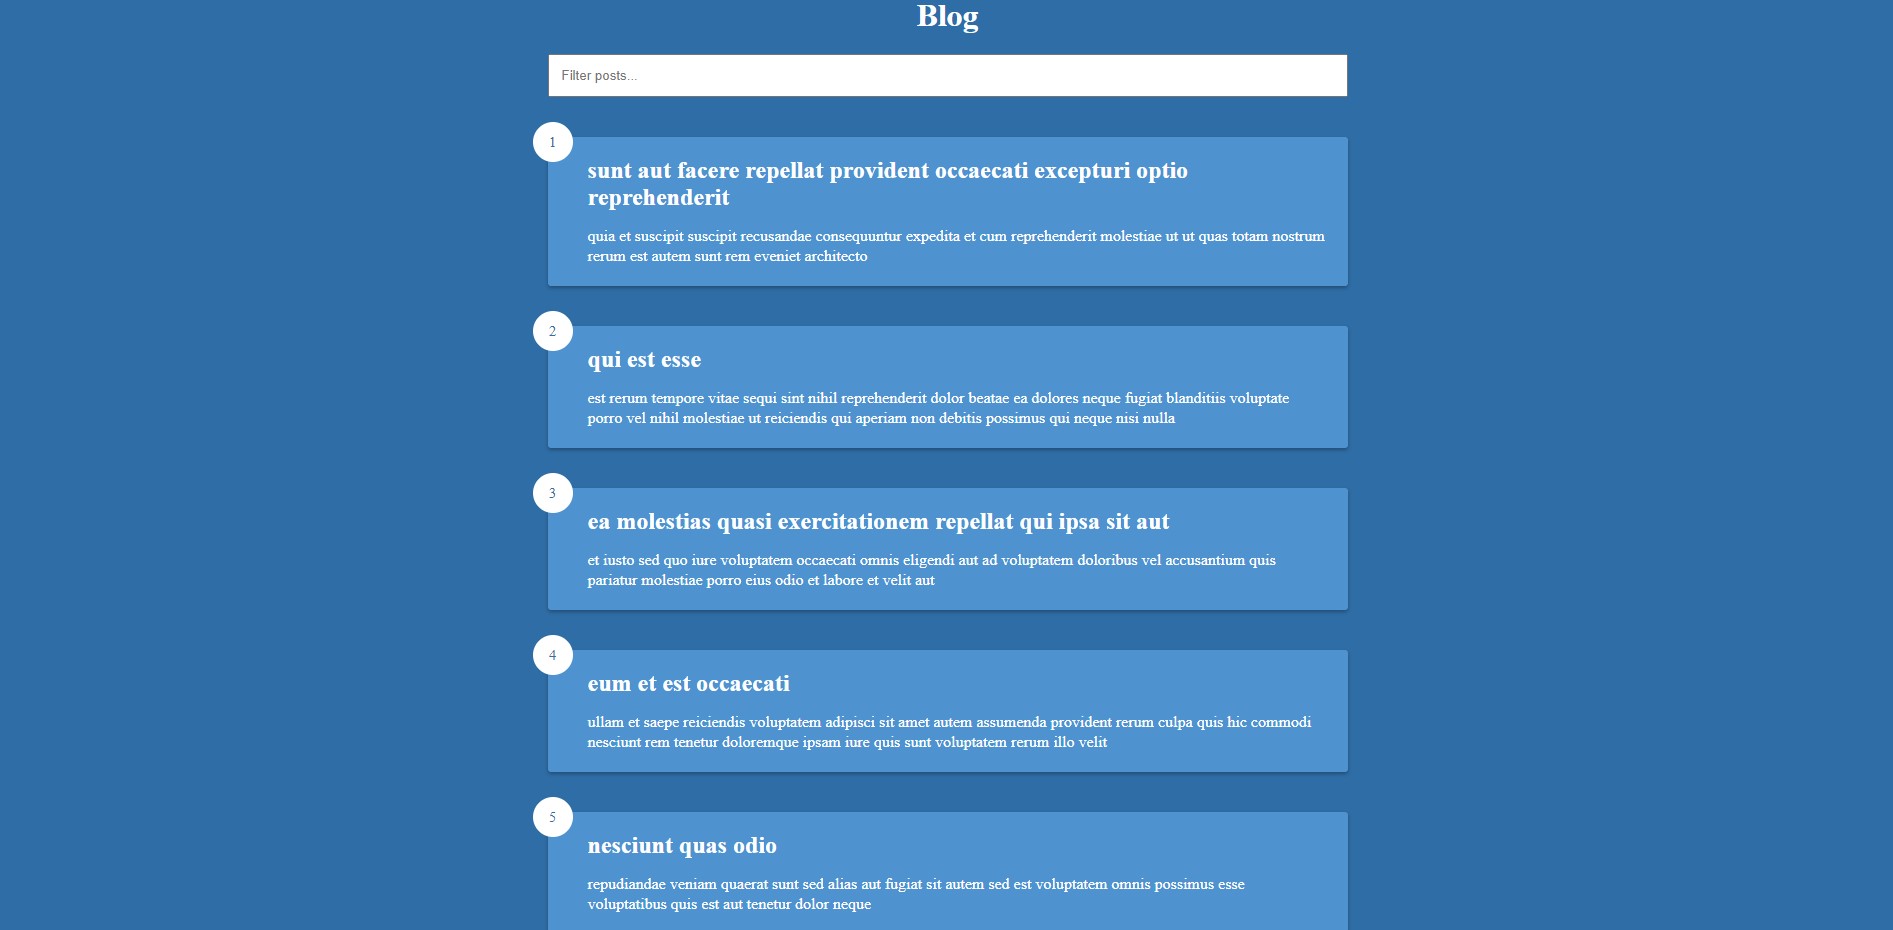 Blog
Filter posts...
1
sunt aut facere repellat provident occaecati excepturi optio
reprehenderit
quia et suscipit suscipit recusandae consequuntur expedita et cum reprehenderit molestiae ut ut quas totam nostrum
rerum est autem sunt rem eveniet architecto
2
qui est esse
est rerum tempore vitae sequi sint nihil reprehenderit dolor beatae ea dolores neque fugiat blanditiis voluptate
porro vel nihil molestiae ut reiciendis qui aperiam non debitis possimus qui neque nisi nulla
3
ea molestias quasi exercitationem repellat qui ipsa sit aut
et iusto sed quo iure voluptatem occaecati omnis eligendi aut ad voluptatem doloribus vel accusantium quis
pariatur molestiae porro eius odio et labore et velit aut
4
eum et est occaecati
ullam et saepe reiciendis voluptatem adipisci sit amet autem assumenda provident rerum culpa quis hic commodi
nesciunt rem tenetur doloremque ipsam iure quis sunt voluptatem rerum illo velit
5
nesciunt quas odio
repudiandae veniam quaerat sunt sed alias aut fugiat sit autem sed est voluptatem omnis possimus esse
voluptatibus quis est aut tenetur dolor neque